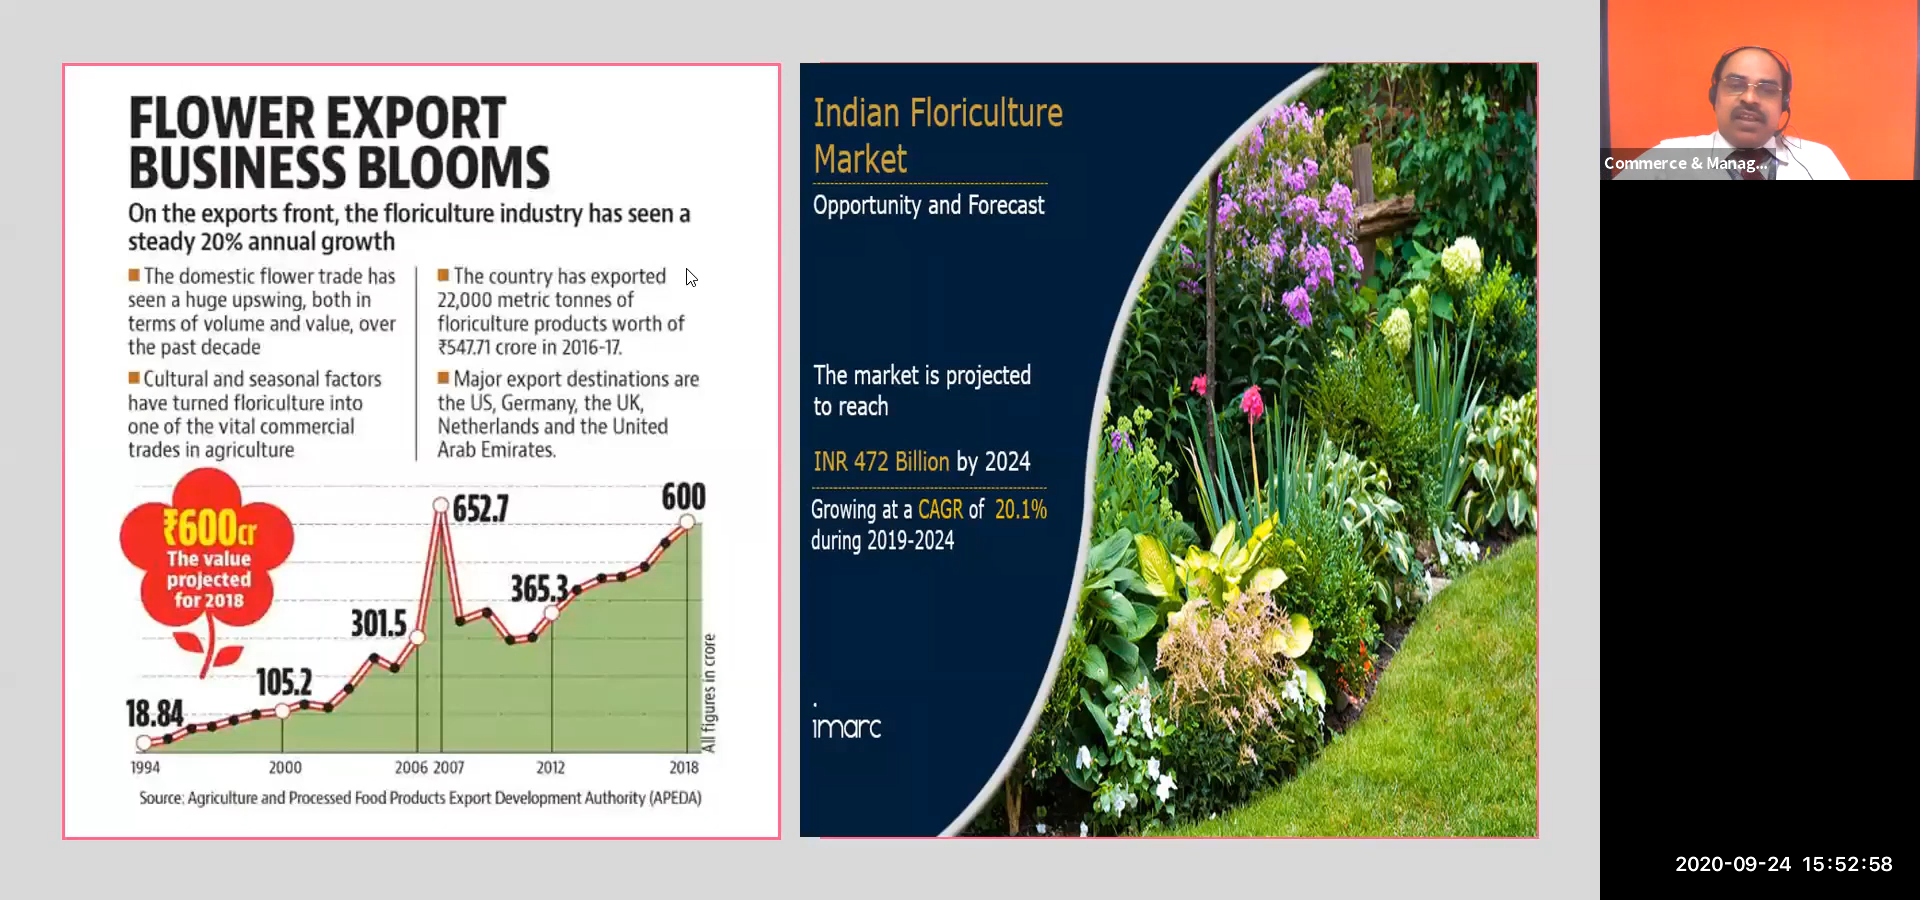 FLOWER EXPORT
BUSINESS BLOOMS
On the exports front, the floriculture industry has seen a
steady 20% annual growth
The domestic flower trade has
seen a huge upswing, both in
terms of volume and value, over
the past decade
Cultural and seasonal factors
have turned floriculture into
one of the vital commercial
trades in agriculture
The country has exported
22,000 metric tonnes of
floriculture products worth of
₹547.71 crore in 2016-17.
Major export destinations are
the US, Germany, the UK,
Netherlands and the United
Arab Emirates.
₹600cr
The value
projected
for 2018
18.84
105.2
301.5
652.7
365.3
600
All figures in crore
1994 2000 2006 2007 2012 2018
Source: Agriculture and Processed Food Products Export Development Authority (APEDA)
Indian Floriculture
Market
Opportunity and Forecast
The market is projected
to reach
INR 472 Billion by 2024
Growing at a CAGR of 20.1%
during 2019-2024
imarc
Commerce & Manag...
2020-09-24 15:52:58